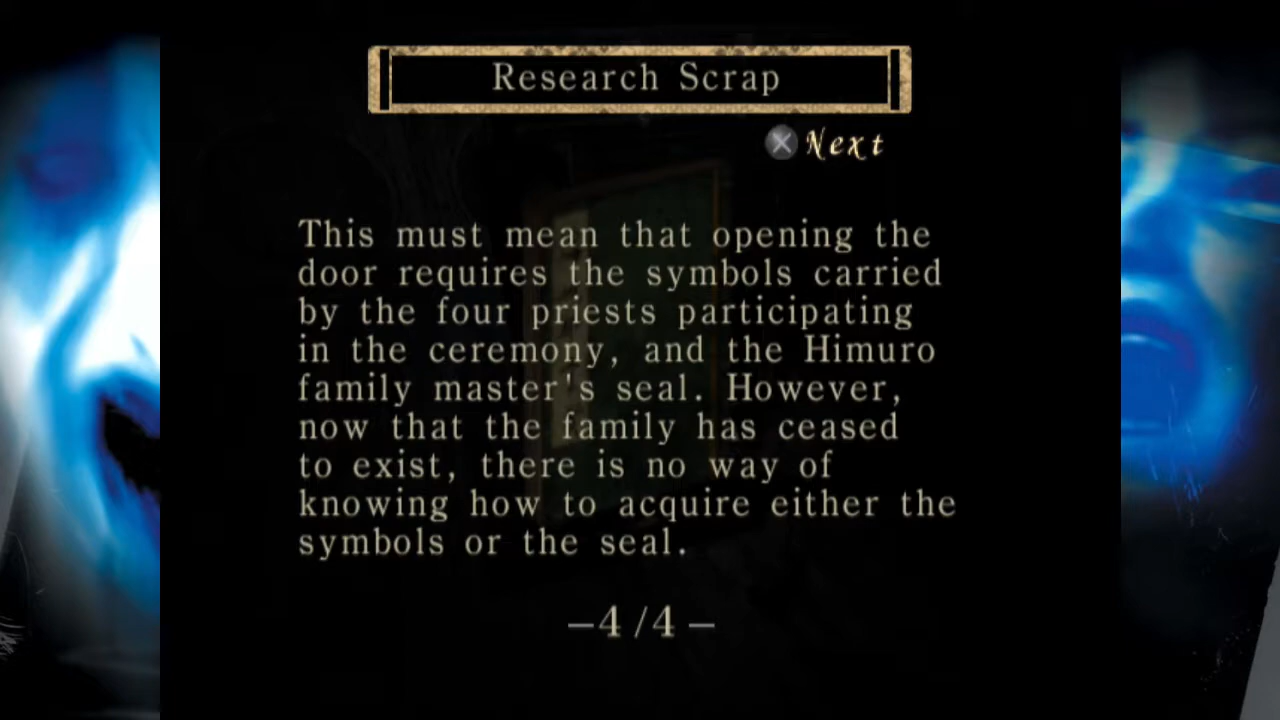 Research Scrap
Next
This must mean that opening the
door requires the symbols carried
by the four priests participating
in the ceremony, and the Himuro
family master's seal. However,
now that the family has ceased
to exist, there is no way of
knowing how to acquire either the
symbols or the seal.
–4/4–